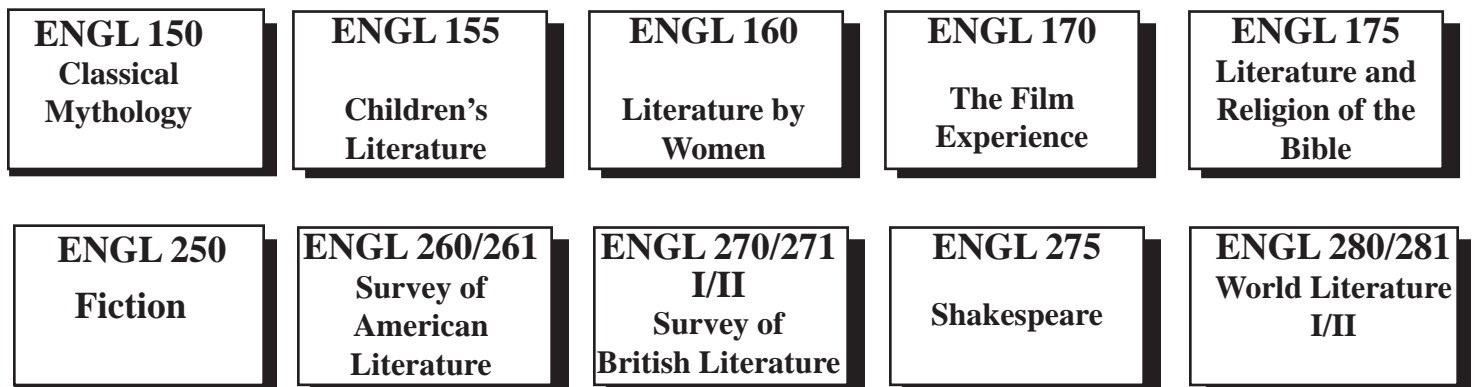 ENGL 150
Classical
Mythology
ENGL 155
Children’s
Literature
ENGL 160
Literature by
Women
ENGL 170
The Film
Experience
ENGL 175
Literature and
Religion of the
Bible
ENGL 250
Fiction
ENGL 260/261
Survey of
American
Literature
ENGL 270/271
I/II
Survey of
British Literature
ENGL 275
Shakespeare
ENGL 280/281
World Literature
I/II